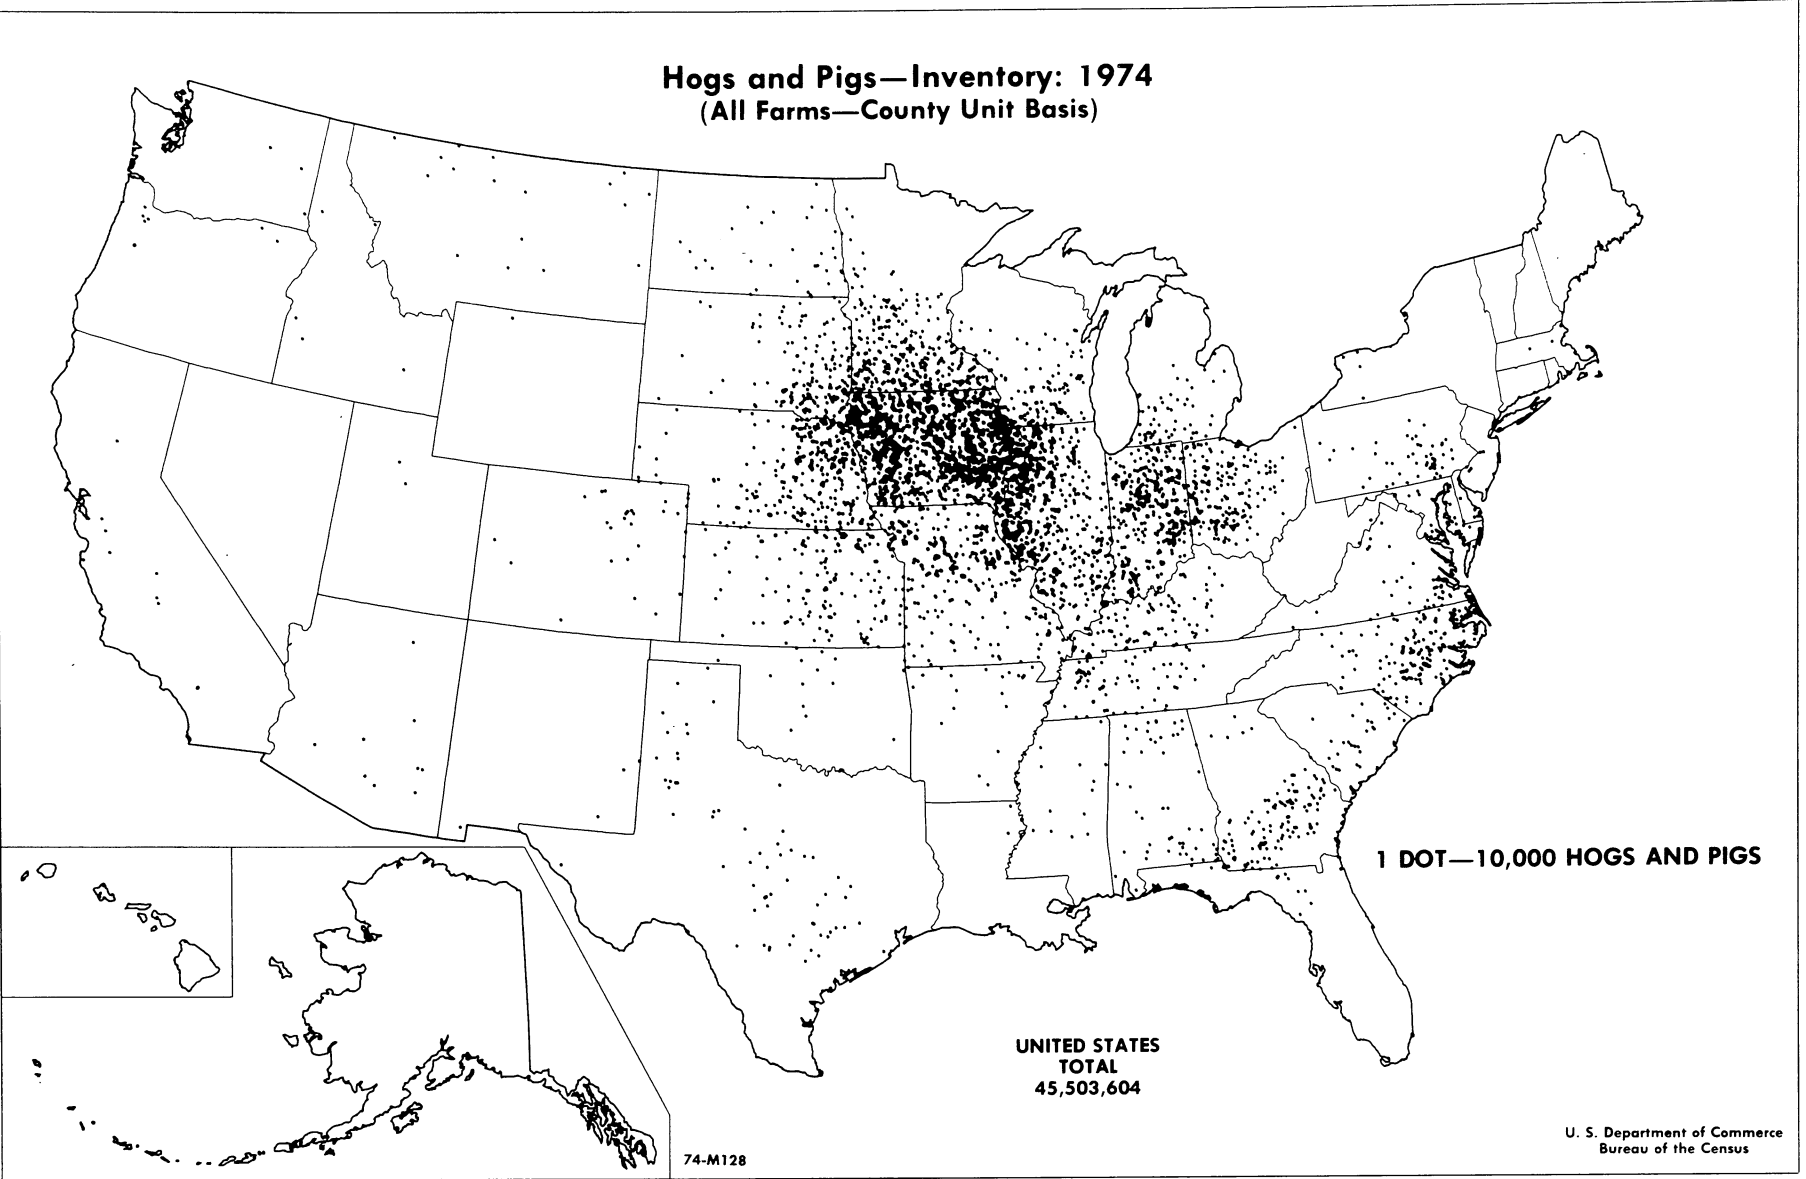 Hogs and Pigs—Inventory: 1974
(All Farms—County Unit Basis)
1 DOT—10,000 HOGS AND PIGS
UNITED STATES
TOTAL
45,503,604
U. S. Department of Commerce
Bureau of the Census
74-M128